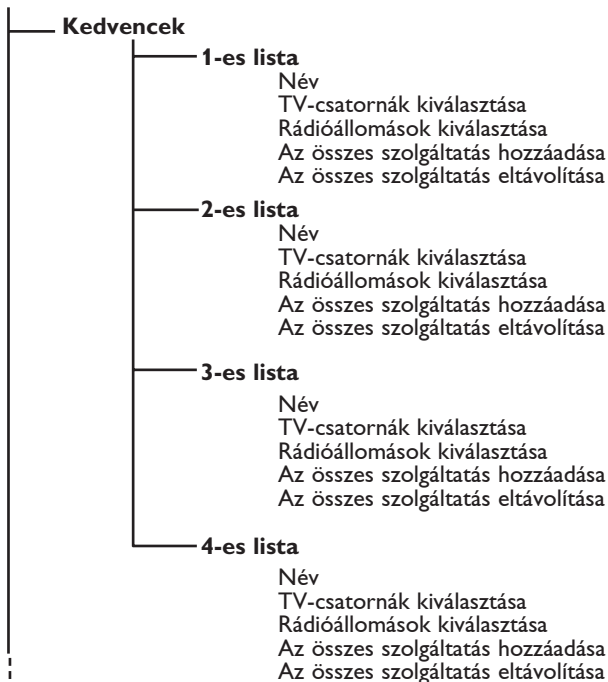 Kedvencek
1-es lista
Név
TV-csatornák kiválasztása
Rádióállomások kiválasztása
Az összes szolgáltatás hozzáadása
Az összes szolgáltatás eltávolítása
2-es lista
Név
TV-csatornák kiválasztása
Rádióállomások kiválasztása
Az összes szolgáltatás hozzáadása
Az összes szolgáltatás eltávolítása
3-es lista
Név
TV-csatornák kiválasztása
Rádióállomások kiválasztása
Az összes szolgáltatás hozzáadása
Az összes szolgáltatás eltávolítása
4-es lista
Név
TV-csatornák kiválasztása
Rádióállomások kiválasztása
Az összes szolgáltatás hozzáadása
Az összes szolgáltatás eltávolítása